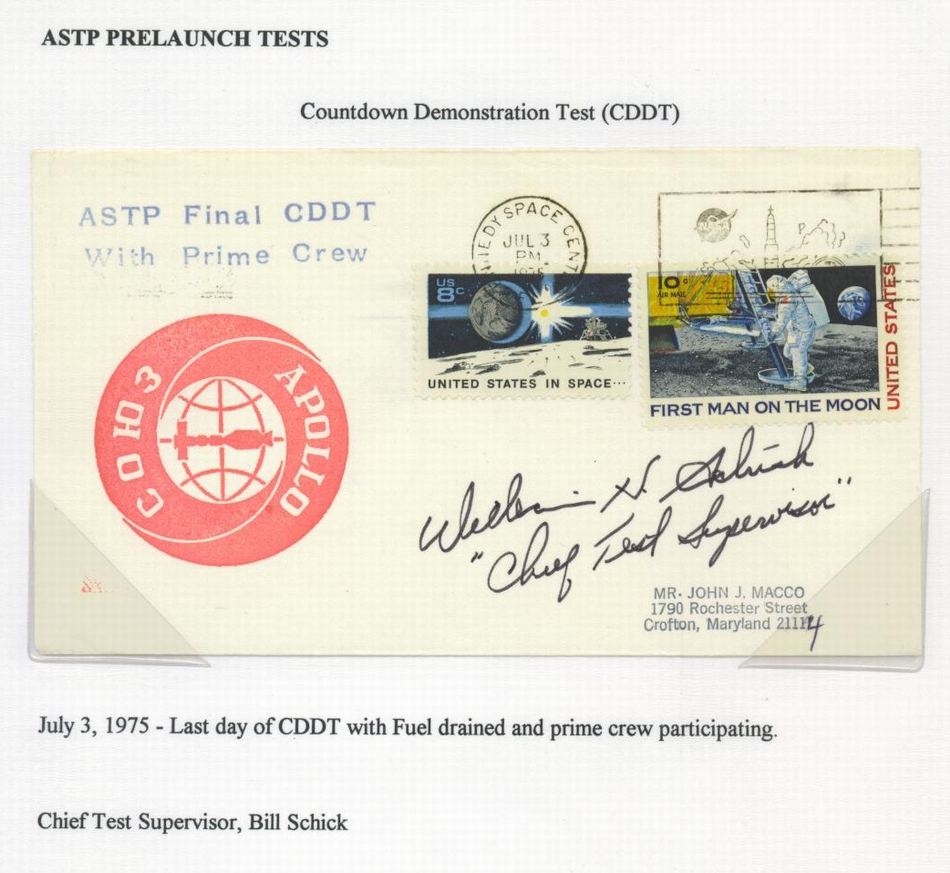 ASTP PRELAUNCH TESTS
Countdown Demonstration Test (CDDT)
ASTP Final CDDT
With Prime Crew
NEDY SPACE CENT
JUL 3
PM
1975
US
8c
UNITED STATES IN SPACE...
10c
AIR MAIL
UNITED STATES
FIRST MAN ON THE MOON
СОЮЗ
APOLLO
William H. Schick
"Chief Test Supervisor"
MR. JOHN J. MACCO
1790 Rochester Street
Crofton, Maryland 21114
July 3, 1975 - Last day of CDDT with Fuel drained and prime crew participating.
Chief Test Supervisor, Bill Schick